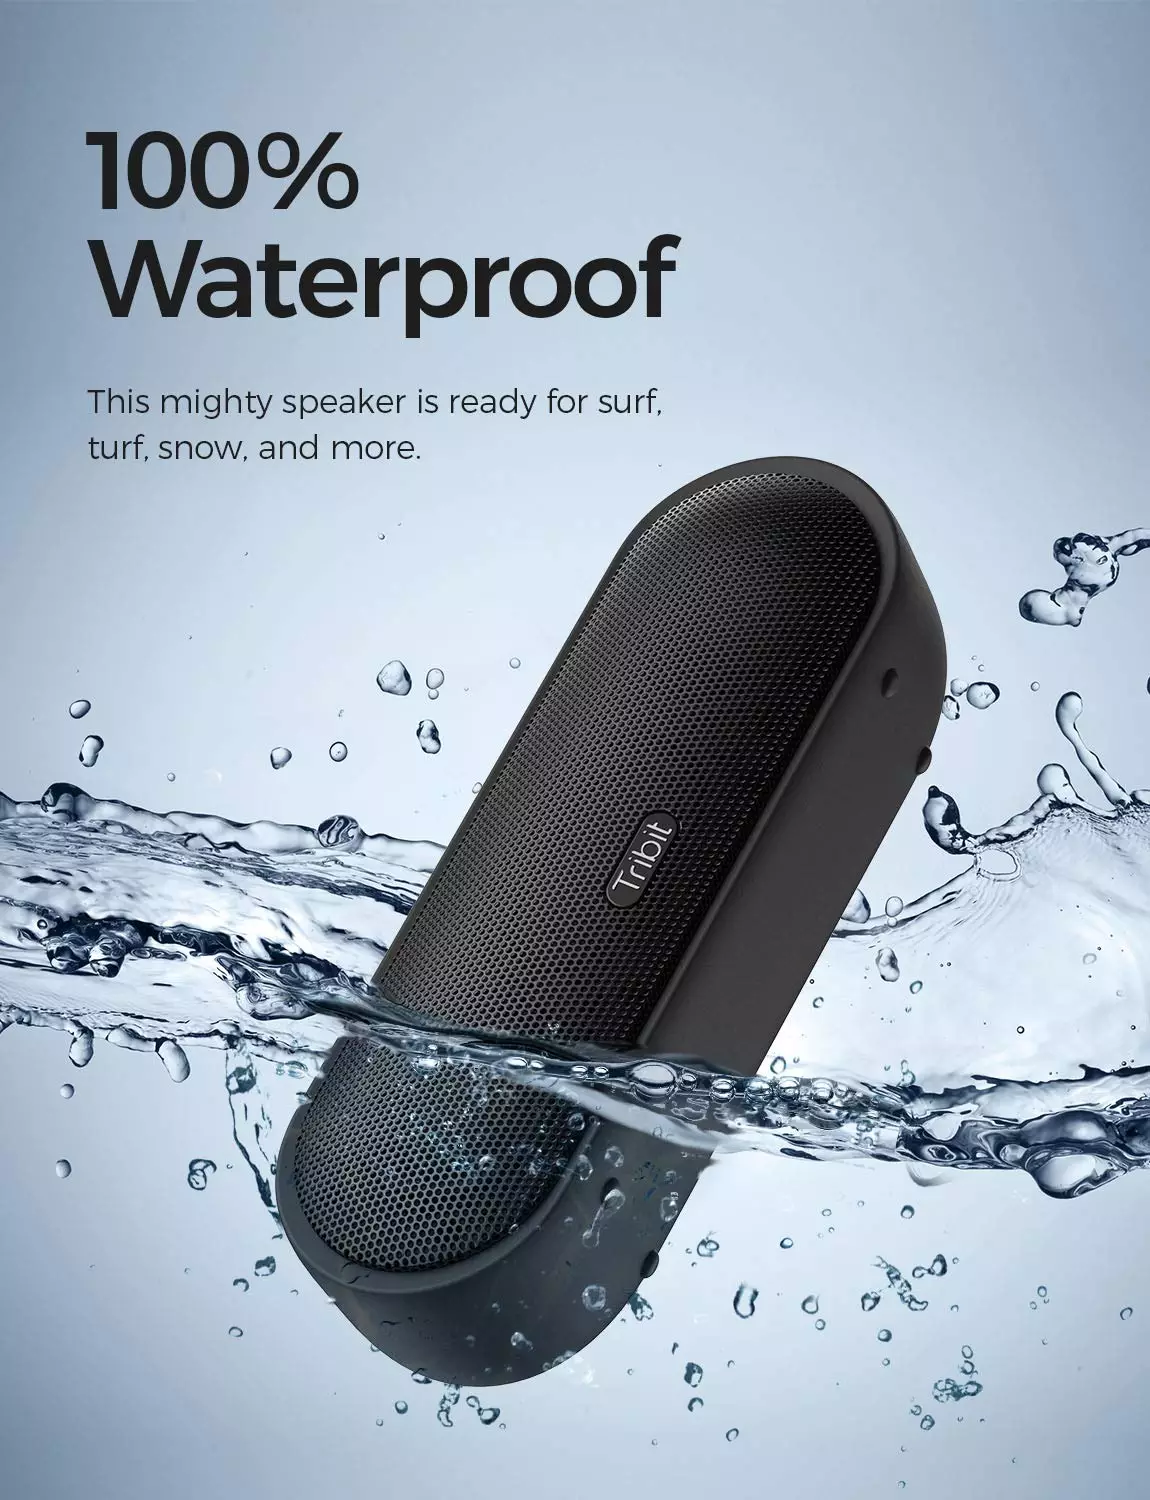 100%
Waterproof
This mighty speaker is ready for surf,
turf, snow, and more.
Tribit